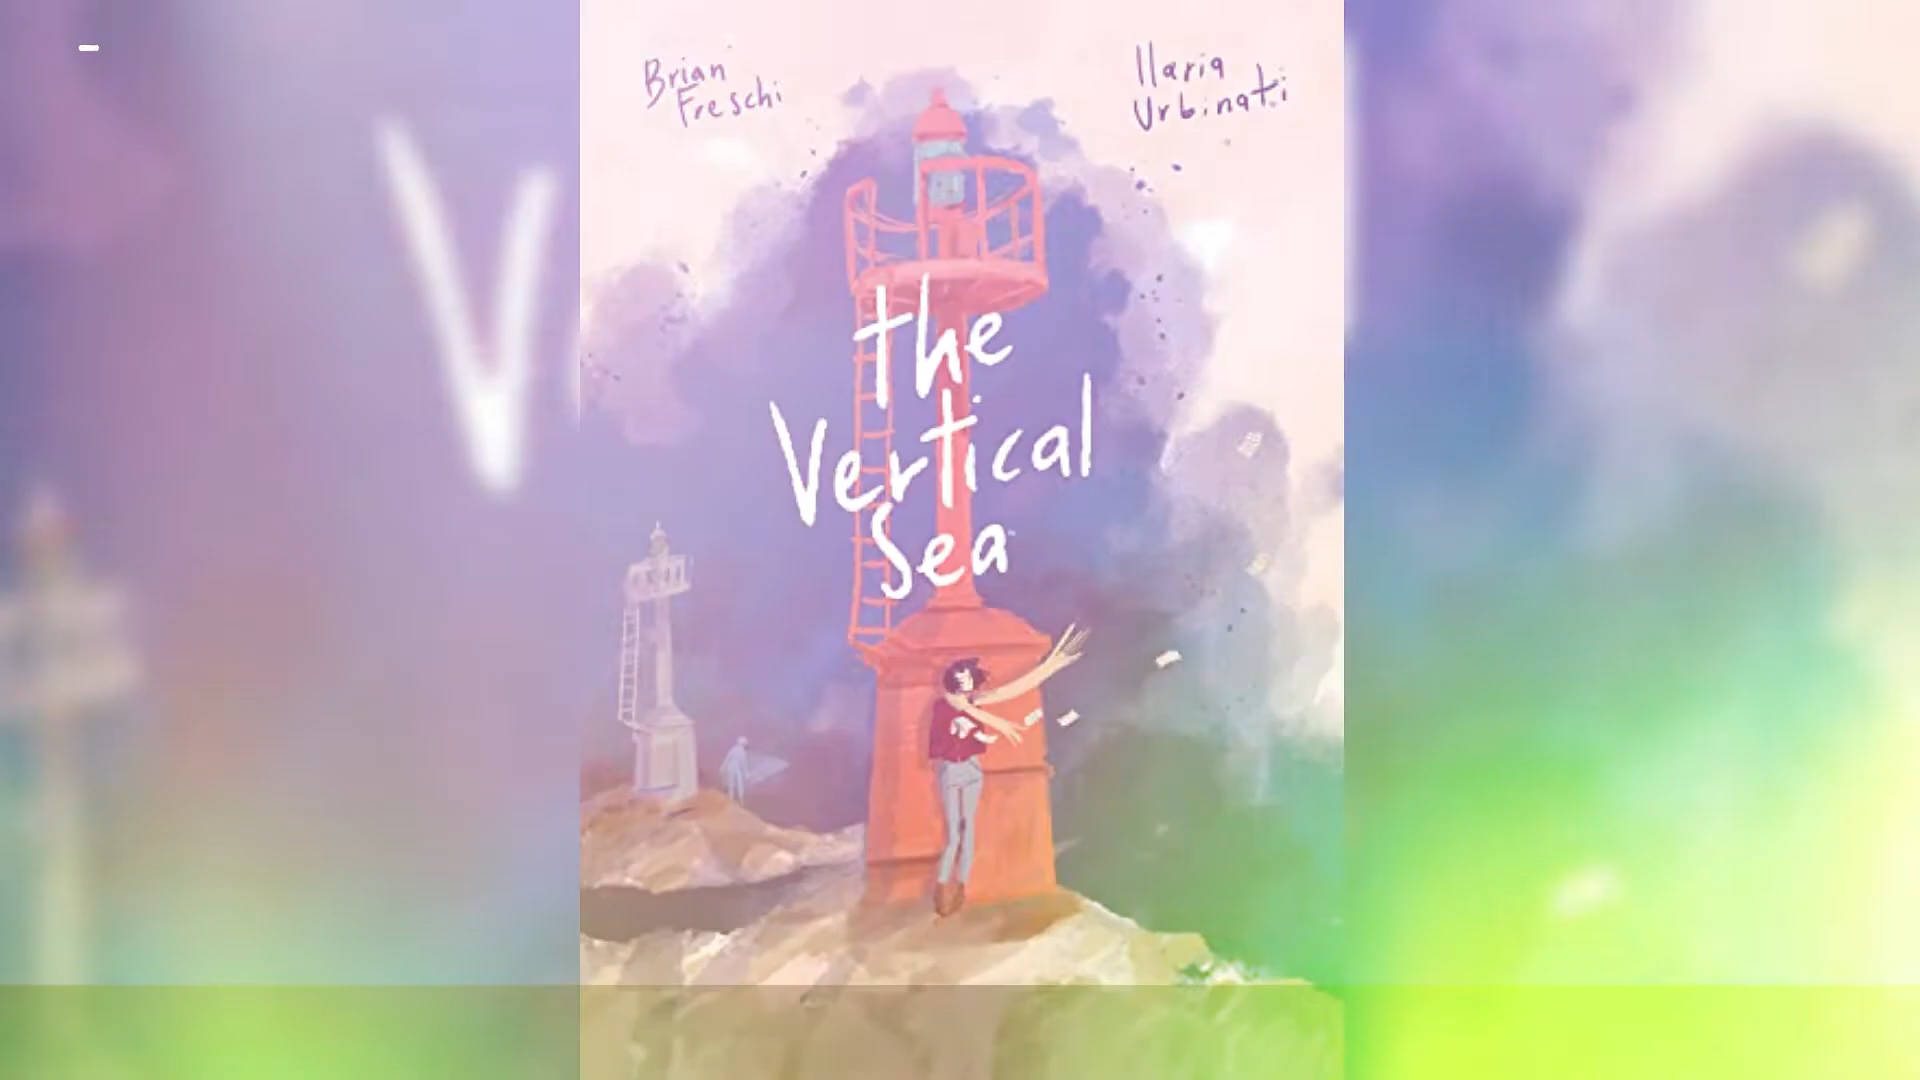 Brian
Freschi
Ilaria
Urbinati
the
Vertical
Sea